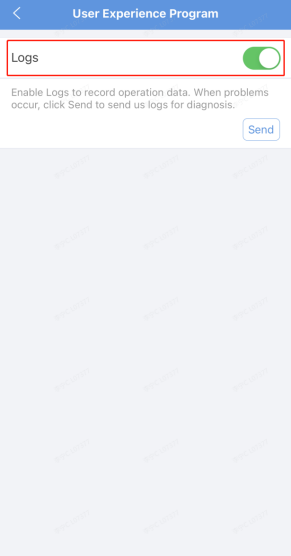 User Experience Program
Logs
Enable Logs to record operation data. When problems
occur, click Send to send us logs for diagnosis.
Send